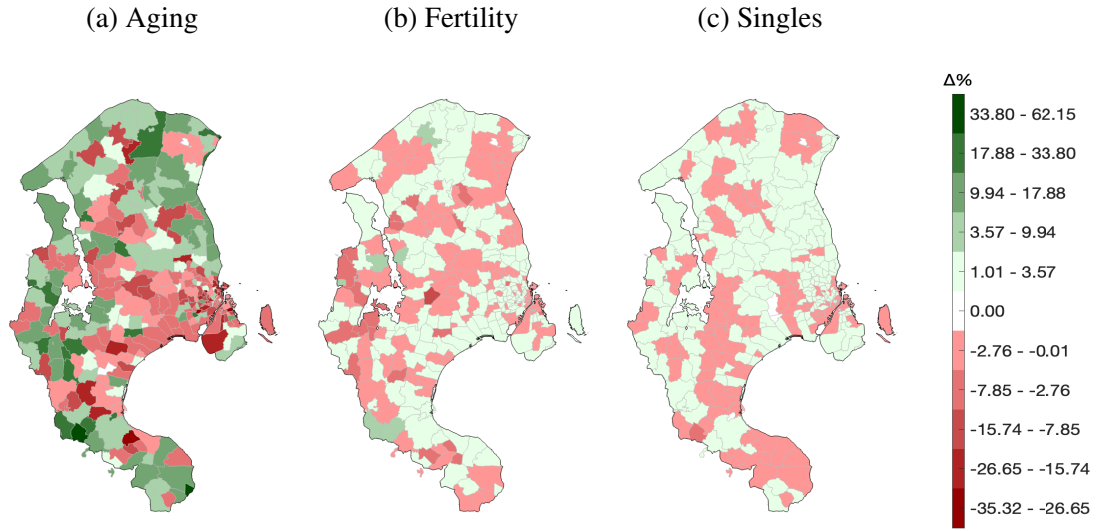 (a) Aging
(b) Fertility
(c) Singles
Δ%
33.80 - 62.15
17.88 - 33.80
9.94 - 17.88
3.57 - 9.94
1.01 - 3.57
0.00
-2.76 - -0.01
-7.85 - -2.76
-15.74 - -7.85
-26.65 - -15.74
-35.32 - -26.65